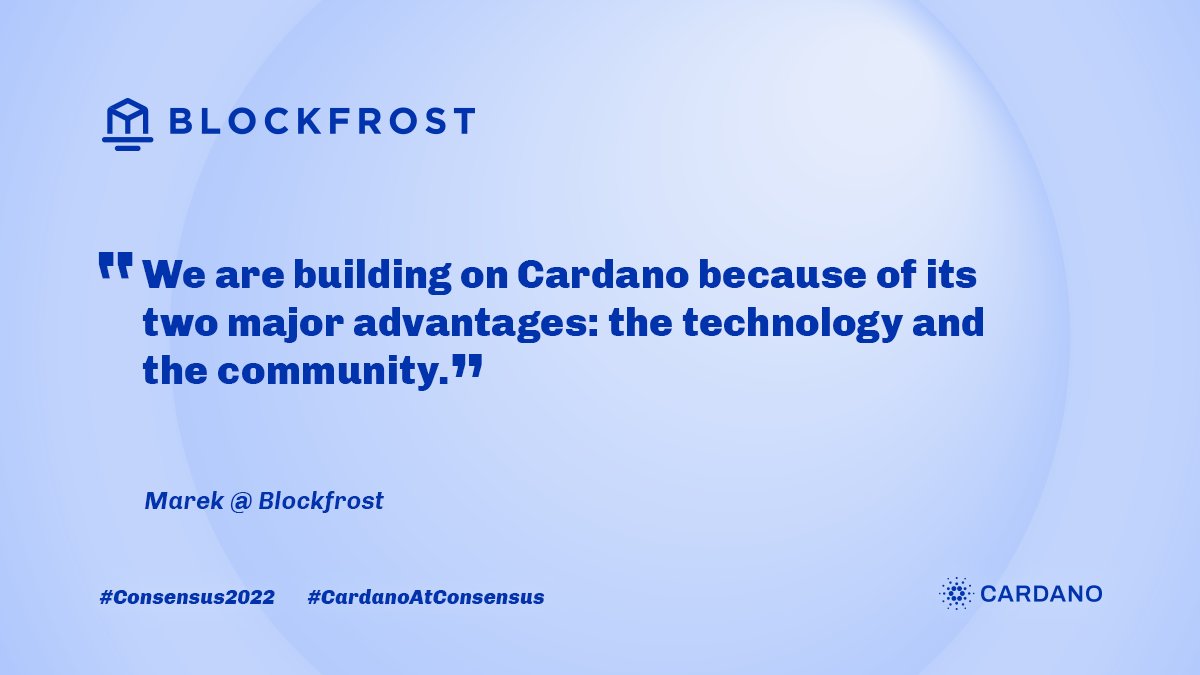 BLOCKFROST
"We are building on Cardano because of its
two major advantages: the technology and
the community."
Marek @ Blockfrost
#Consensus2022 #CardanoAtConsensus
CARDANO